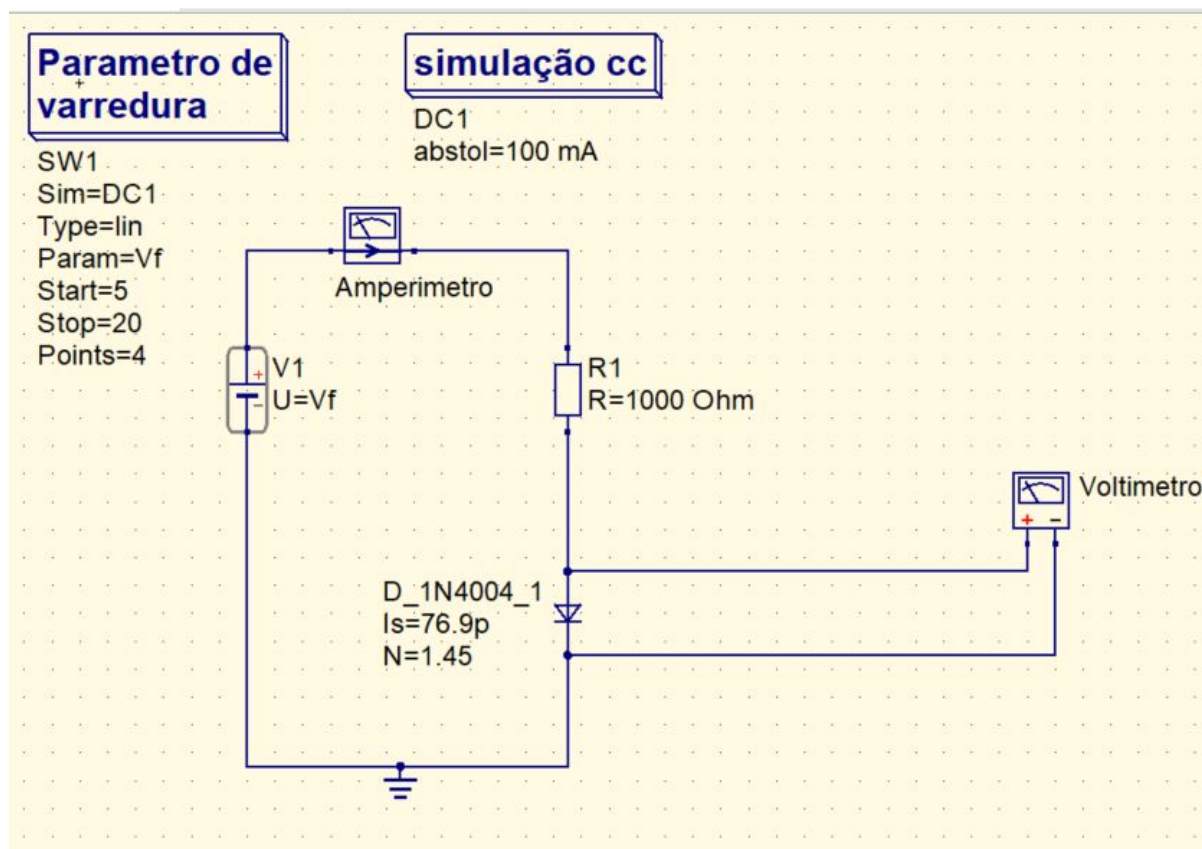 Parametro de
varredura
simulação cc
DC1
abstol=100 mA
SW1
Sim=DC1
Type=lin
Param=Vf
Start=5
Stop=20
Points=4
Amperimetro
V1
U=Vf
R1
R=1000 Ohm
Voltimetro
D_1N4004_1
Is=76.9p
N=1.45